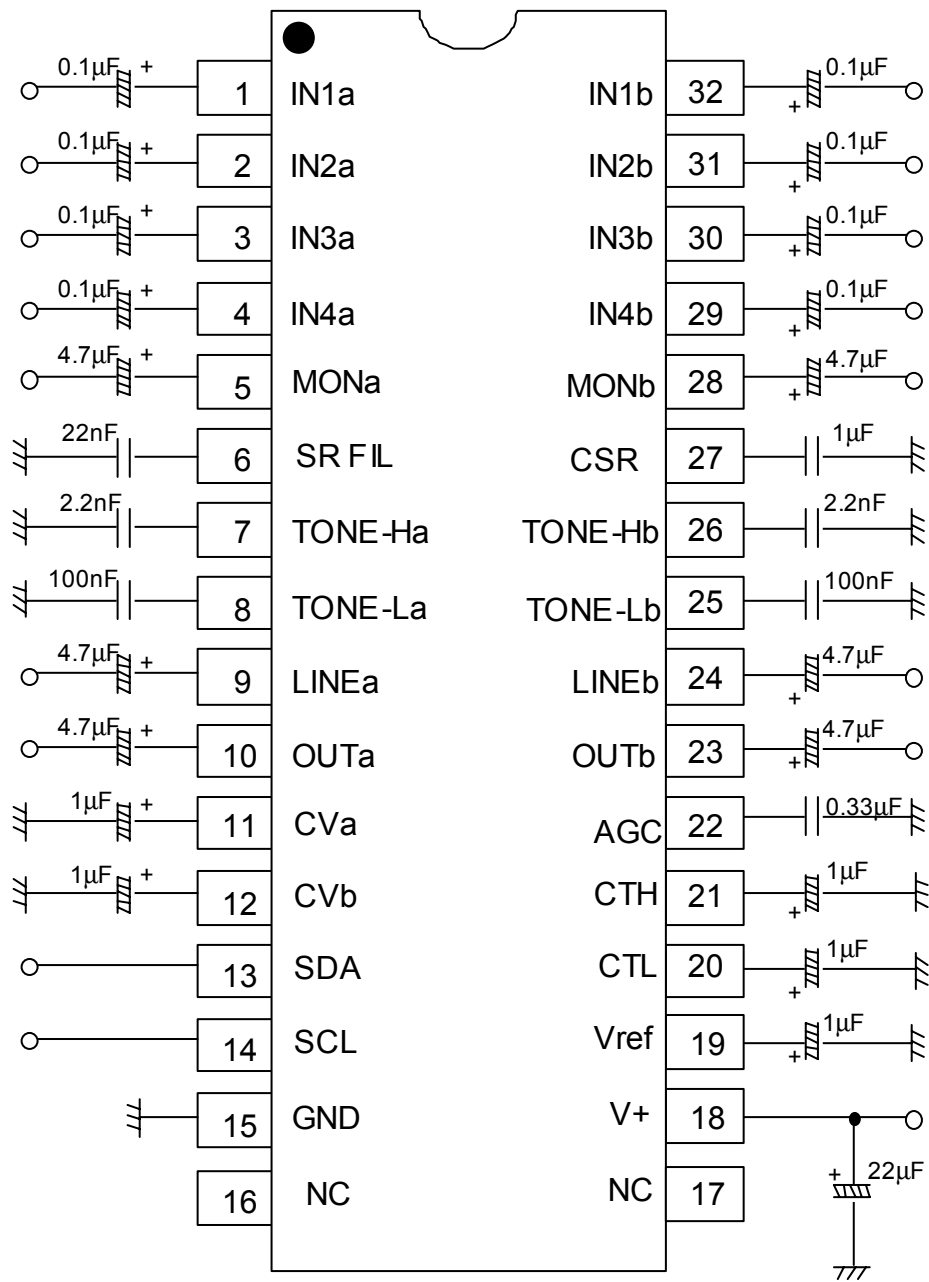 0.1µF + 1 IN1a IN1b 32 + 0.1µF
0.1µF + 2 IN2a IN2b 31 + 0.1µF
0.1µF + 3 IN3a IN3b 30 + 0.1µF
0.1µF + 4 IN4a IN4b 29 + 0.1µF
4.7µF + 5 MONa MONb 28 + 4.7µF
22nF 6 SR FIL CSR 27 1µF
2.2nF 7 TONE-Ha TONE-Hb 26 2.2nF
100nF 8 TONE-La TONE-Lb 25 100nF
4.7µF + 9 LINEa LINEb 24 + 4.7µF
4.7µF + 10 OUTa OUTb 23 + 4.7µF
1µF + 11 CVa AGC 22 0.33µF
1µF + 12 CVb CTH 21 + 1µF
13 SDA CTL 20 + 1µF
14 SCL Vref 19 + 1µF
15 GND V+ 18
16 NC NC 17 + 22µF